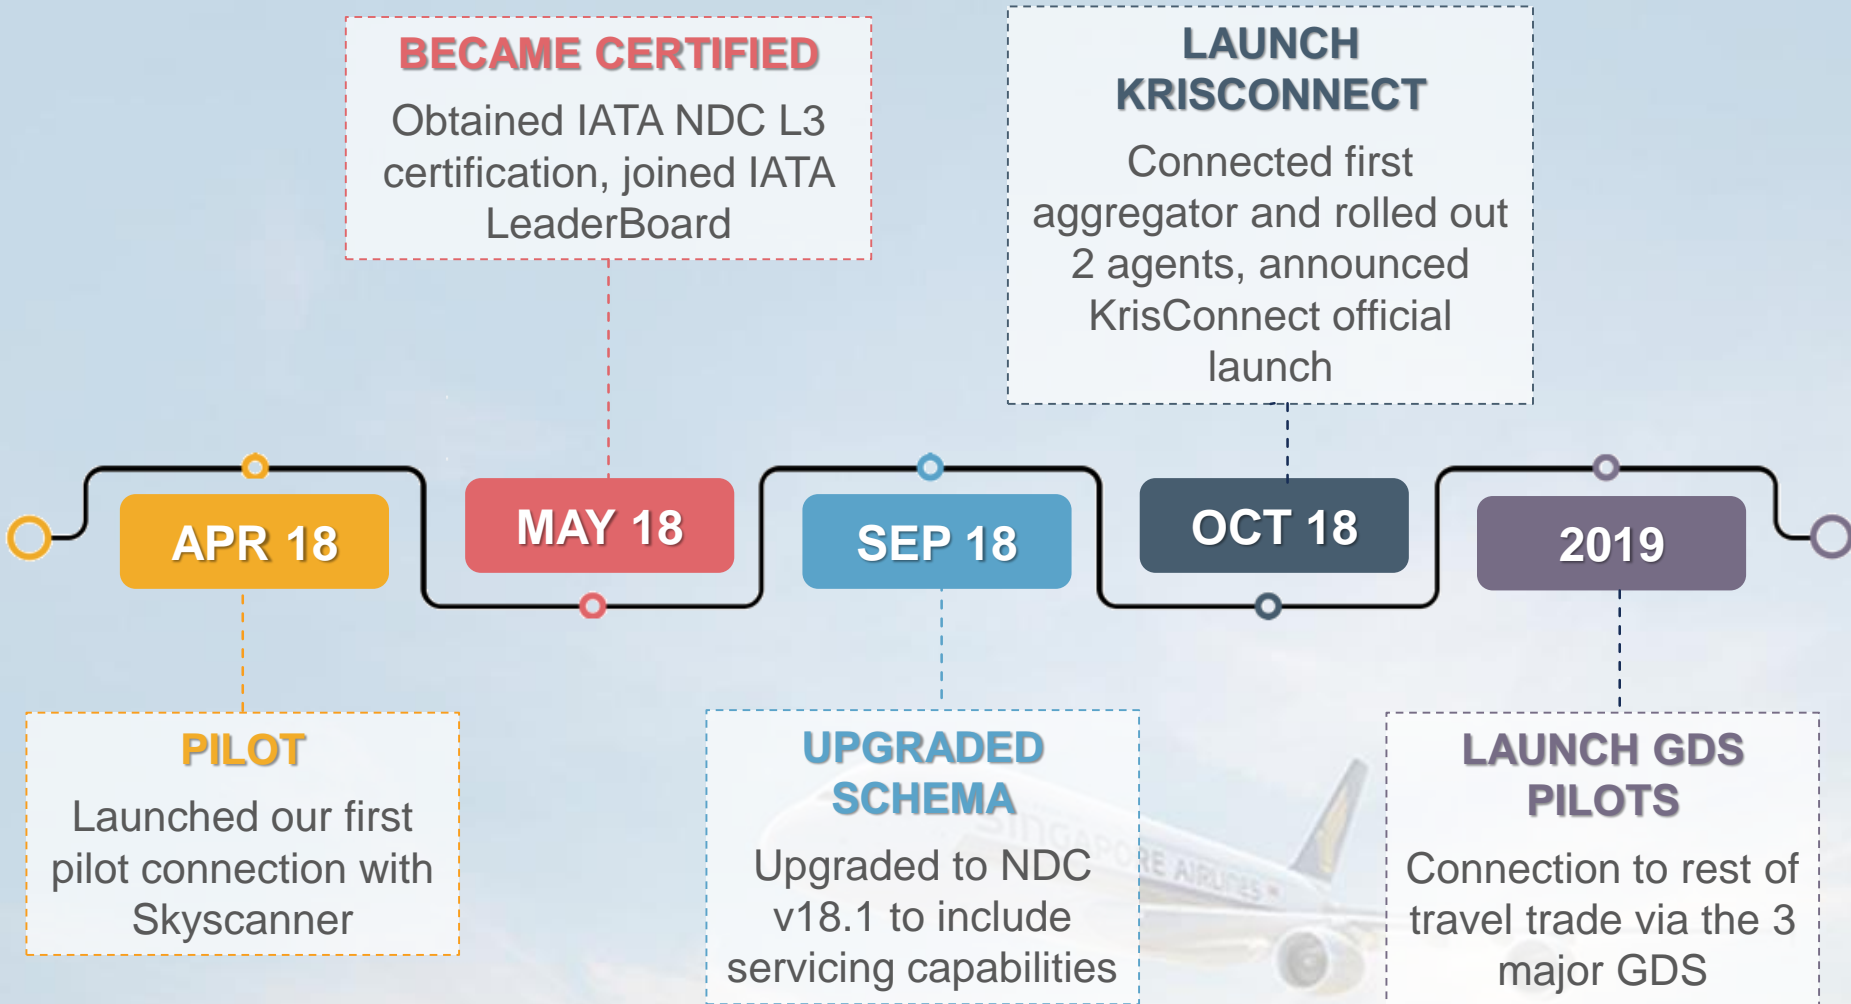 BECAME CERTIFIED
Obtained IATA NDC L3
certification, joined IATA
LeaderBoard
LAUNCH
KRISCONNECT
Connected first
aggregator and rolled out
2 agents, announced
KrisConnect official
launch
APR 18
MAY 18
SEP 18
OCT 18
2019
PILOT
Launched our first
pilot connection with
Skyscanner
UPGRADED
SCHEMA
Upgraded to NDC
v18.1 to include
servicing capabilities
LAUNCH GDS
PILOTS
Connection to rest of
travel trade via the 3
major GDS
SINGAPORE AIRLINES